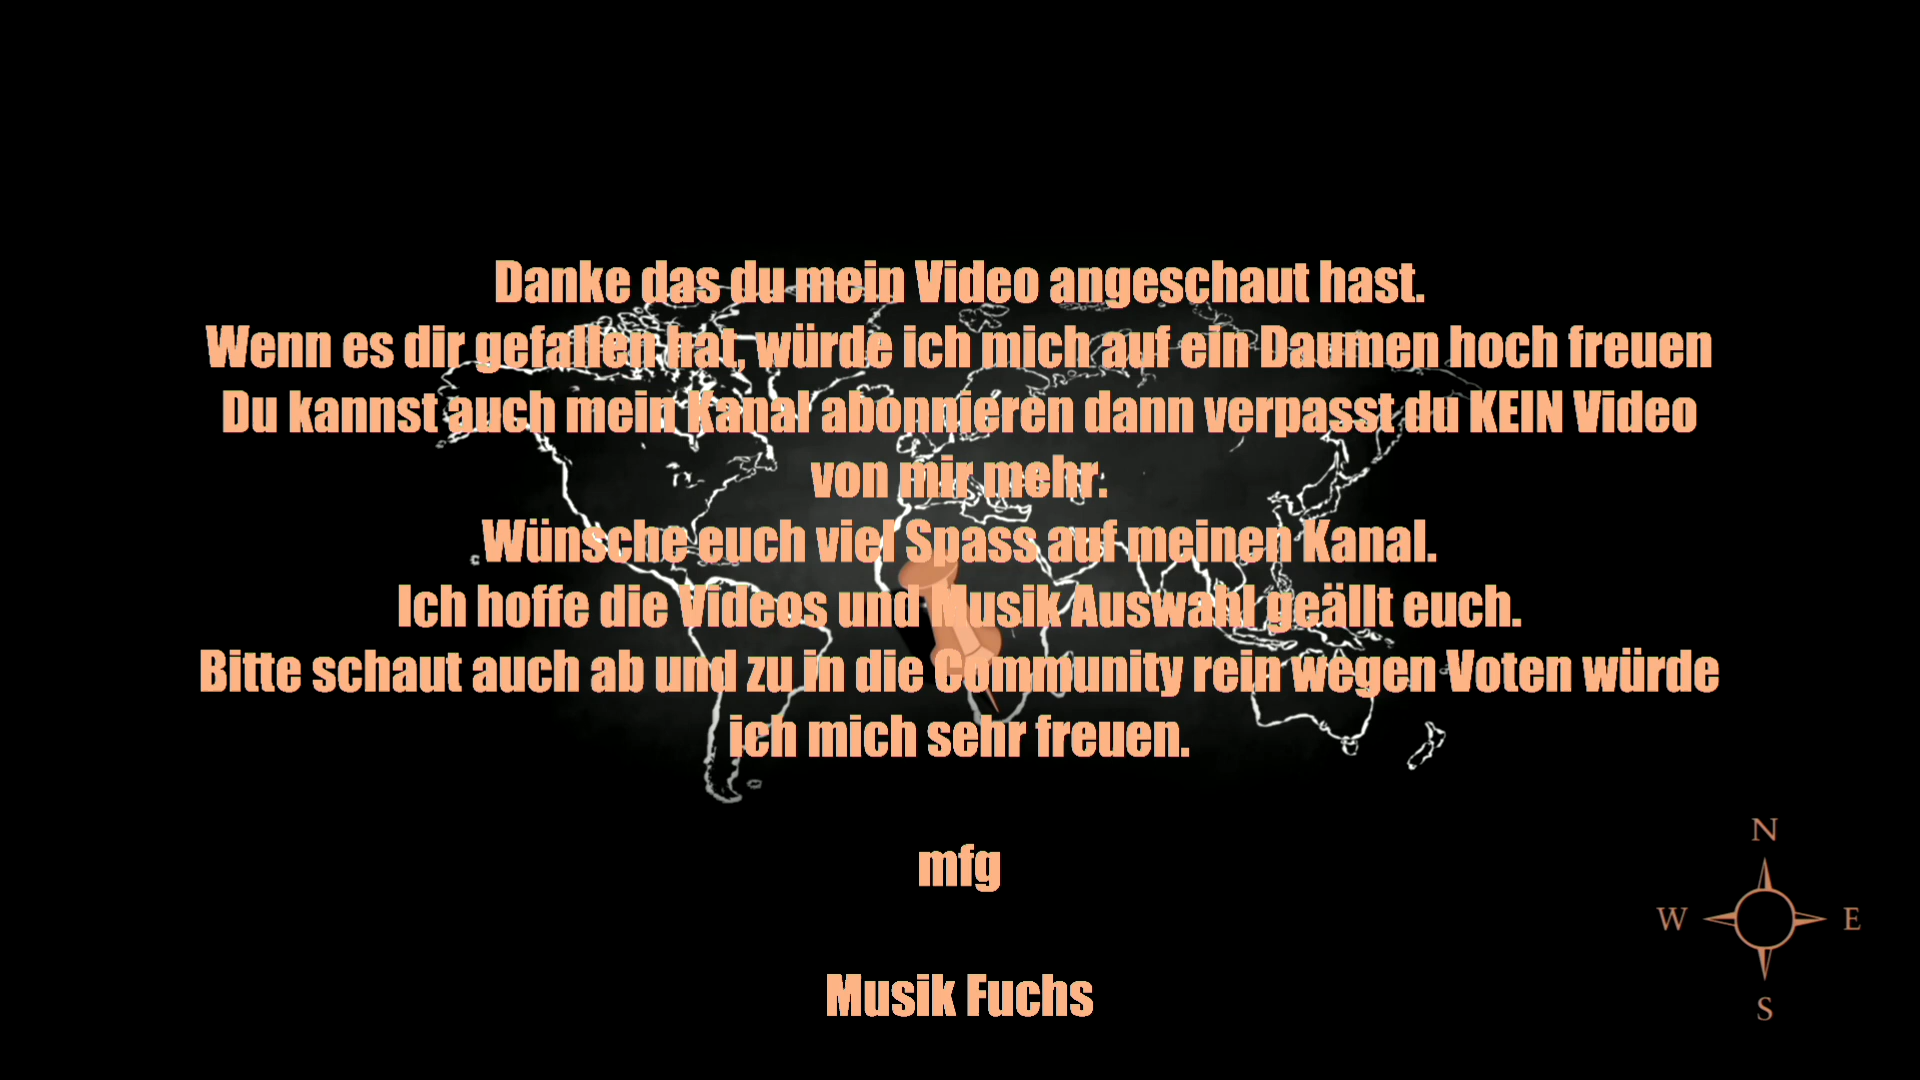 Danke das du mein Video angeschaut hast.
Wenn es dir gefallen hat, würde ich mich auf ein Daumen hoch freuen
Du kannst auch mein Kanal abonnieren dann verpasst du KEIN Video
von mir mehr.
Wünsche euch viel Spass auf meinen Kanal.
Ich hoffe die Videos und Musik Auswahl geällt euch.
Bitte schaut auch ab und zu in die Community rein wegen Voten würde
ich mich sehr freuen.
mfg
Musik Fuchs
N
W E
S